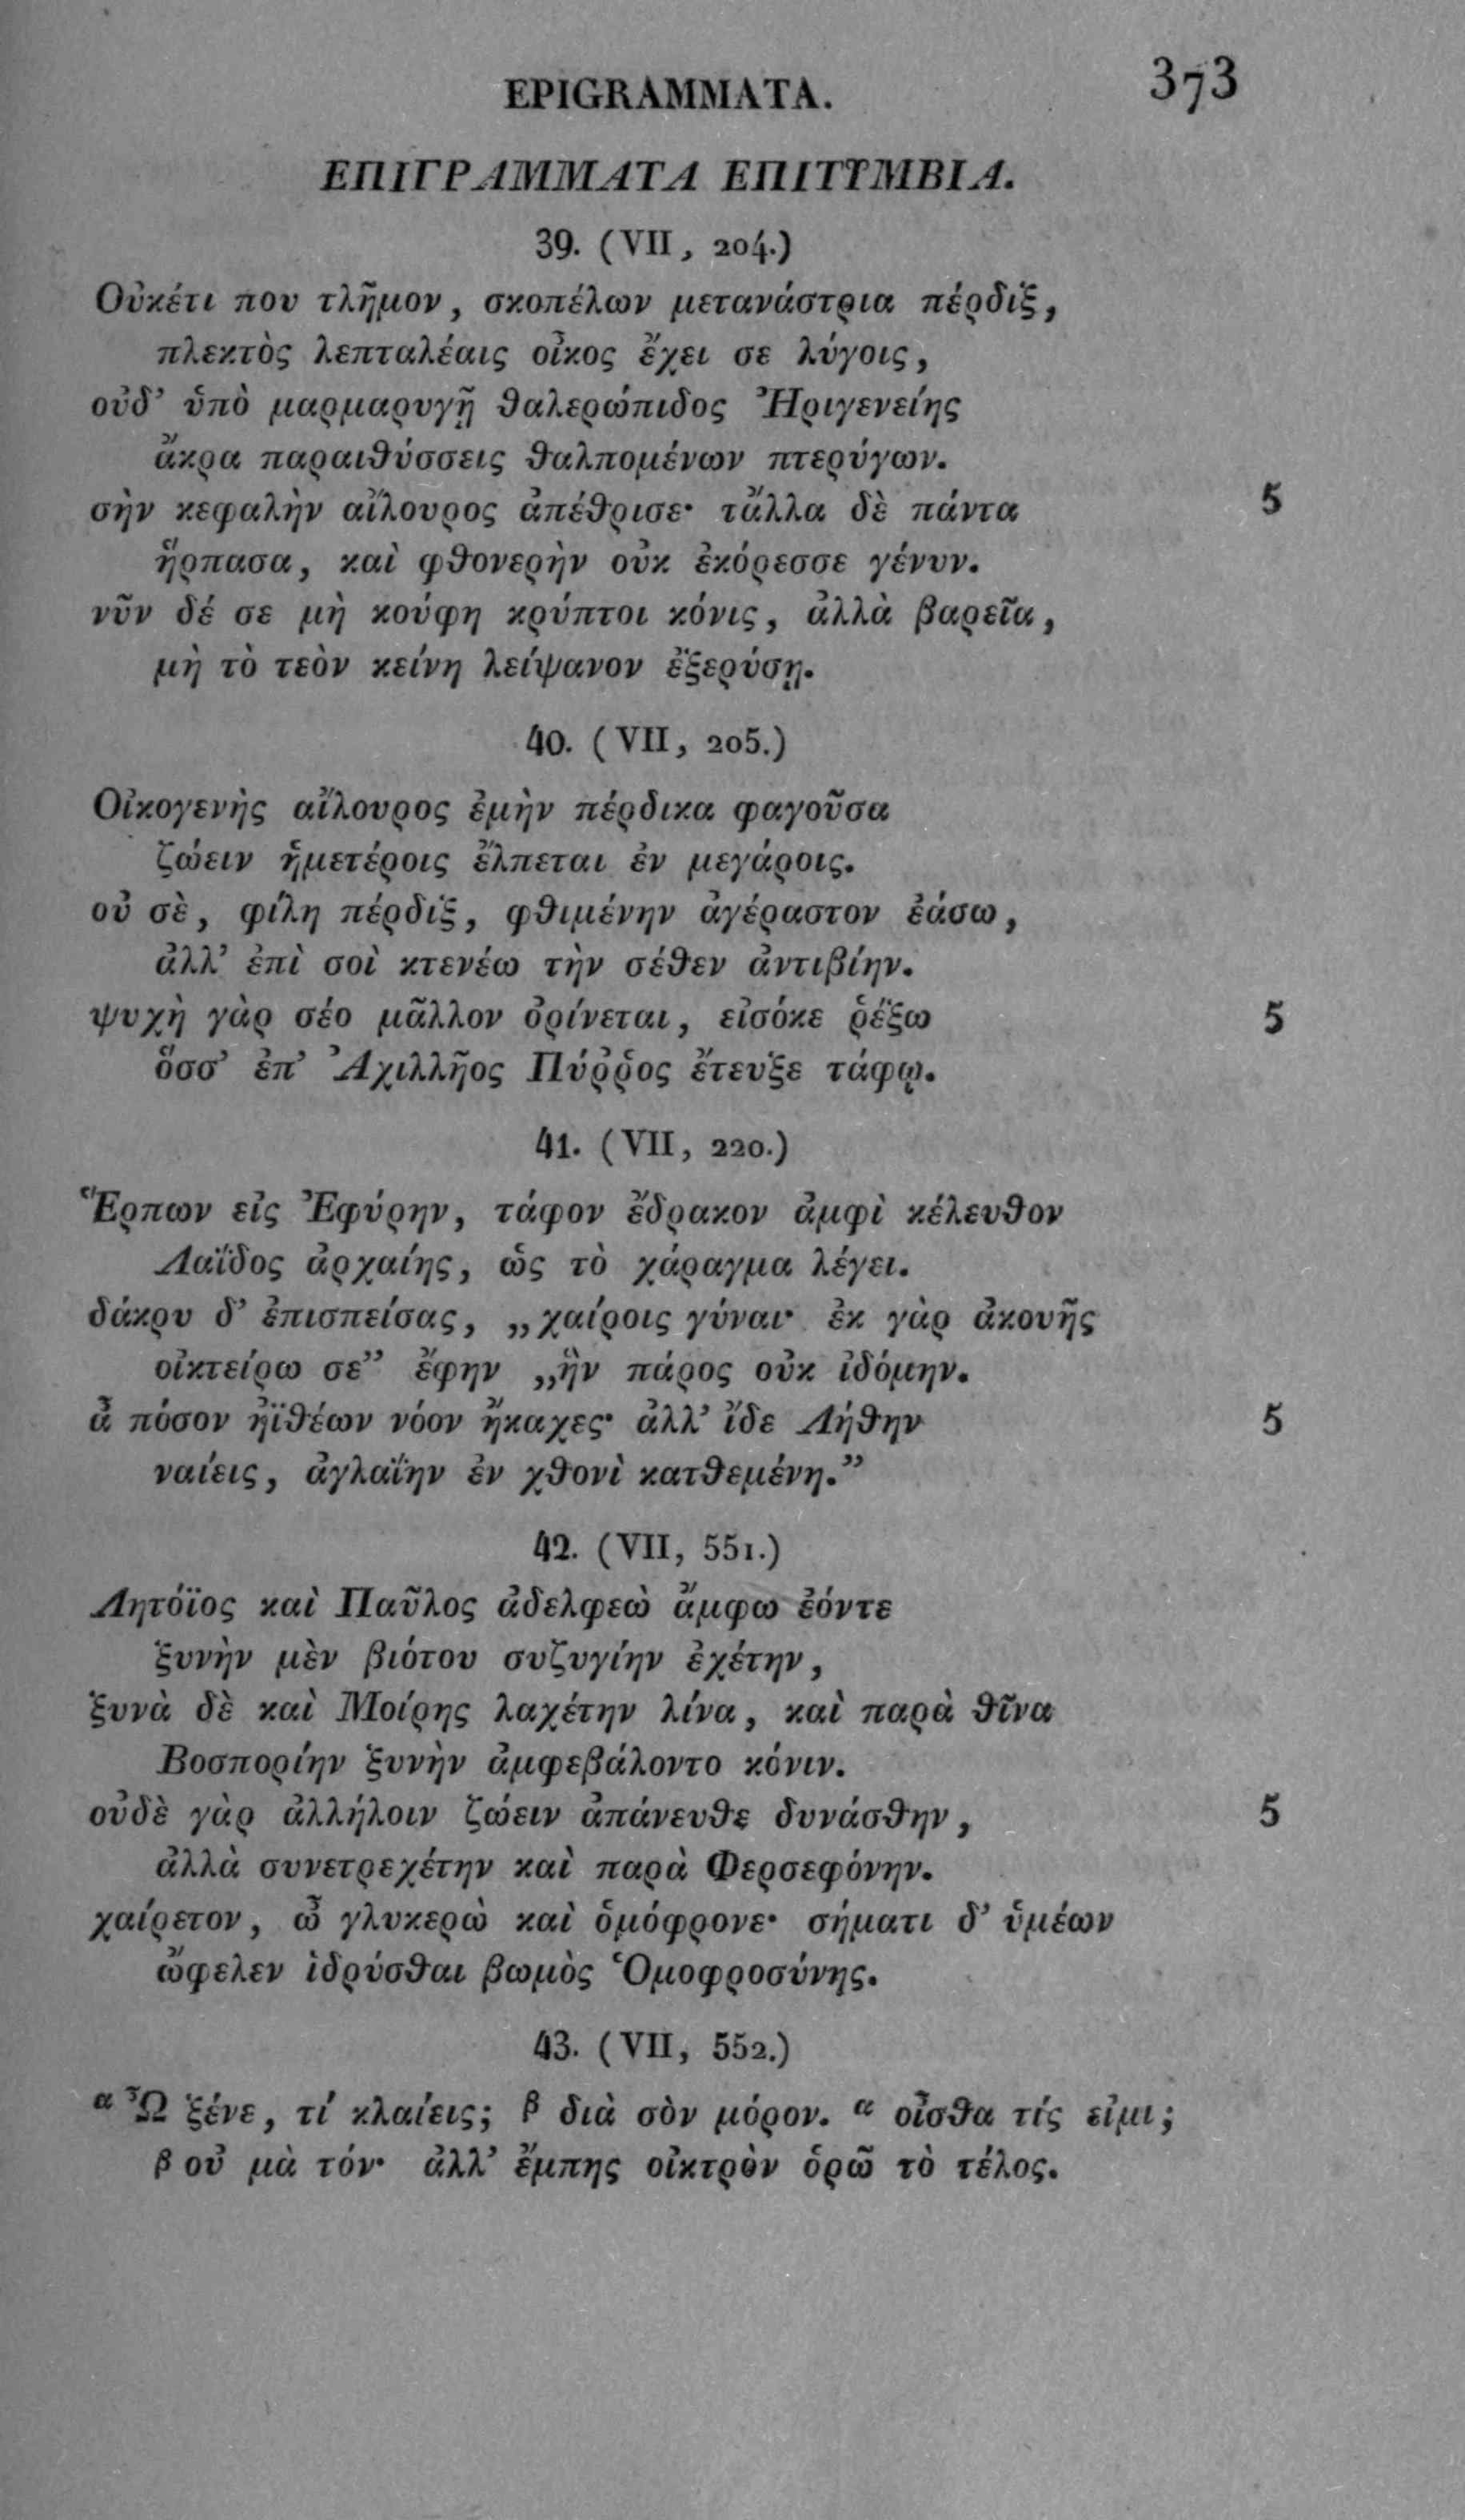 EPIGRAMMATA. 373
ΕΠΙΓΡΑΜΜΑΤΑ ΕΠΙΤΥΜΒΙΑ.
39. (VII, 204.)
Οὐκέτι που τλῆμον, σκοπέλων μετανάστρια πέρδιξ,
πλεκτὸς λεπταλέαις οἶκος ἔχει σε λύγοις,
οὐδ’ ὑπὸ μαρμαρυγῇ θαλερώπιδος Ἠριγενείης
ἄκρα παραιθύσσεις θαλπομένων πτερύγων.
σὴν κεφαλὴν αἴλουρος ἀπέθρισε· τἄλλα δὲ πάντα 5
ἥρπασα, καὶ φθονερὴν οὐκ ἐκόρεσσε γένυν.
νῦν δέ σε μὴ κούφη κρύπτοι κόνις, ἀλλὰ βαρεῖα,
μὴ τὸ τεὸν κείνη λείψανον ἐξερύσῃ.
40. (VII, 205.)
Οἰκογενὴς αἴλουρος ἐμὴν πέρδικα φαγοῦσα
ζώειν ἡμετέροις ἔλπεται ἐν μεγάροις.
οὐ σὲ, φίλη πέρδιξ, φθιμένην ἀγέραστον ἐάσω,
ἀλλ’ ἐπὶ σοὶ κτενέω τὴν σέθεν ἀντιβίην.
ψυχὴ γὰρ σέο μᾶλλον ὀρίνεται, εἰσόκε ῥέξω 5
ὅσσ’ ἐπ’ Ἀχιλλῆος Πύῤῥος ἔτευξε τάφῳ.
41. (VII, 220.)
Ἕρπων εἰς Ἐφύρην, τάφον ἔδρακον ἀμφὶ κέλευθον
Λαΐδος ἀρχαίης, ὡς τὸ χάραγμα λέγει.
δάκρυ δ’ ἐπισπείσας, „χαίροις γύναι· ἐκ γὰρ ἀκουῆς
οἰκτείρω σε” ἔφην „ἣν πάρος οὐκ ἰδόμην.
ἆ πόσον ἠϊθέων νόον ἤκαχες· ἀλλ’ ἴδε Λήθην 5
ναίεις, ἀγλαΐην ἐν χθονὶ κατθεμένη.”
42. (VII, 551.)
Λητόϊος καὶ Παῦλος ἀδελφεὼ ἄμφω ἐόντε
ξυνὴν μὲν βιότου συζυγίην ἐχέτην,
ξυνὰ δὲ καὶ Μοίρης λαχέτην λίνα, καὶ παρὰ θῖνα
Βοσπορίην ξυνὴν ἀμφεβάλοντο κόνιν.
οὐδὲ γὰρ ἀλλήλοιν ζώειν ἀπάνευθε δυνάσθην, 5
ἀλλὰ συνετρεχέτην καὶ παρὰ Φερσεφόνην.
χαίρετον, ὦ γλυκερὼ καὶ ὁμόφρονε· σήματι δ’ ὑμέων
ὤφελεν ἱδρύσθαι βωμὸς Ὁμοφροσύνης.
43. (VII, 552.)
α Ὦ ξένε, τί κλαίεις; β διὰ σὸν μόρον. α οἶσθα τίς εἰμι;
β οὐ μὰ τόν· ἀλλ’ ἔμπης οἰκτρὸν ὁρῶ τὸ τέλος.